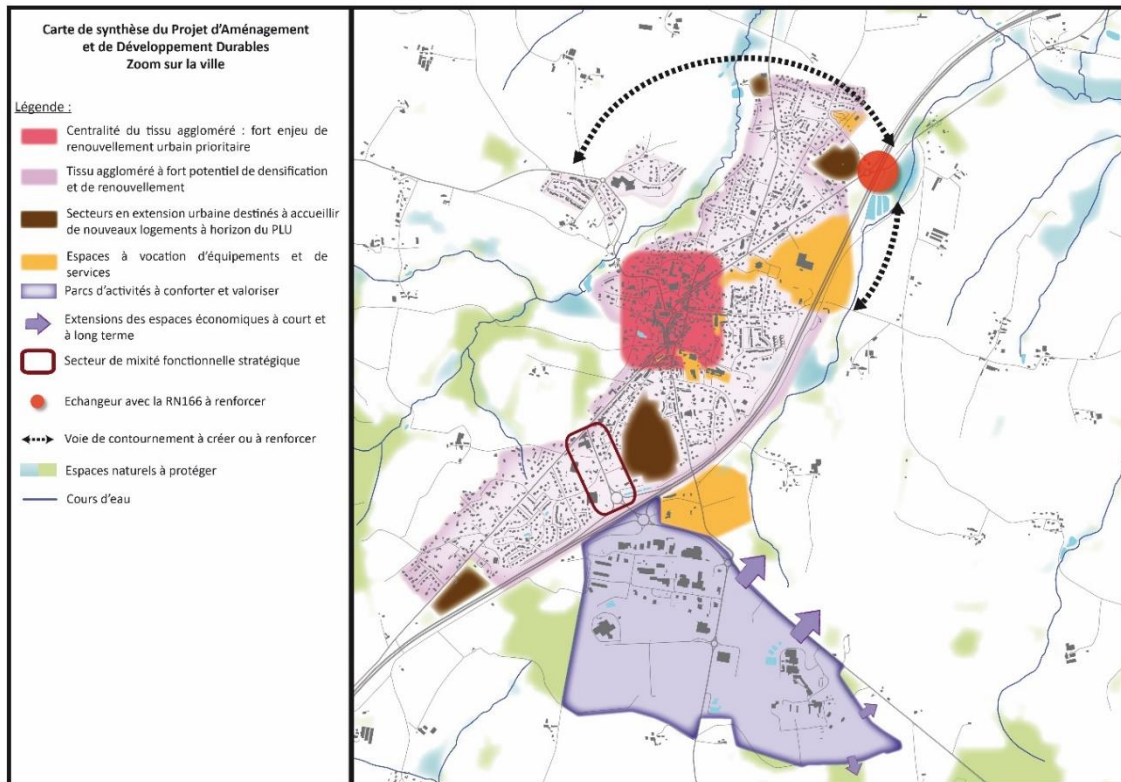 Carte de synthèse du Projet d'Aménagement
et de Développement Durables
Zoom sur la ville
Légende :
Centralité du tissu aggloméré : fort enjeu de
renouvellement urbain prioritaire
Tissu aggloméré à fort potentiel de densification
et de renouvellement
Secteurs en extension urbaine destinés à accueillir
de nouveaux logements à horizon du PLU
Espaces à vocation d'équipements et de
services
Parcs d'activités à conforter et valoriser
Extensions des espaces économiques à court et
à long terme
Secteur de mixité fonctionnelle stratégique
Echangeur avec la RN166 à renforcer
Voie de contournement à créer ou à renforcer
Espaces naturels à protéger
Cours d'eau